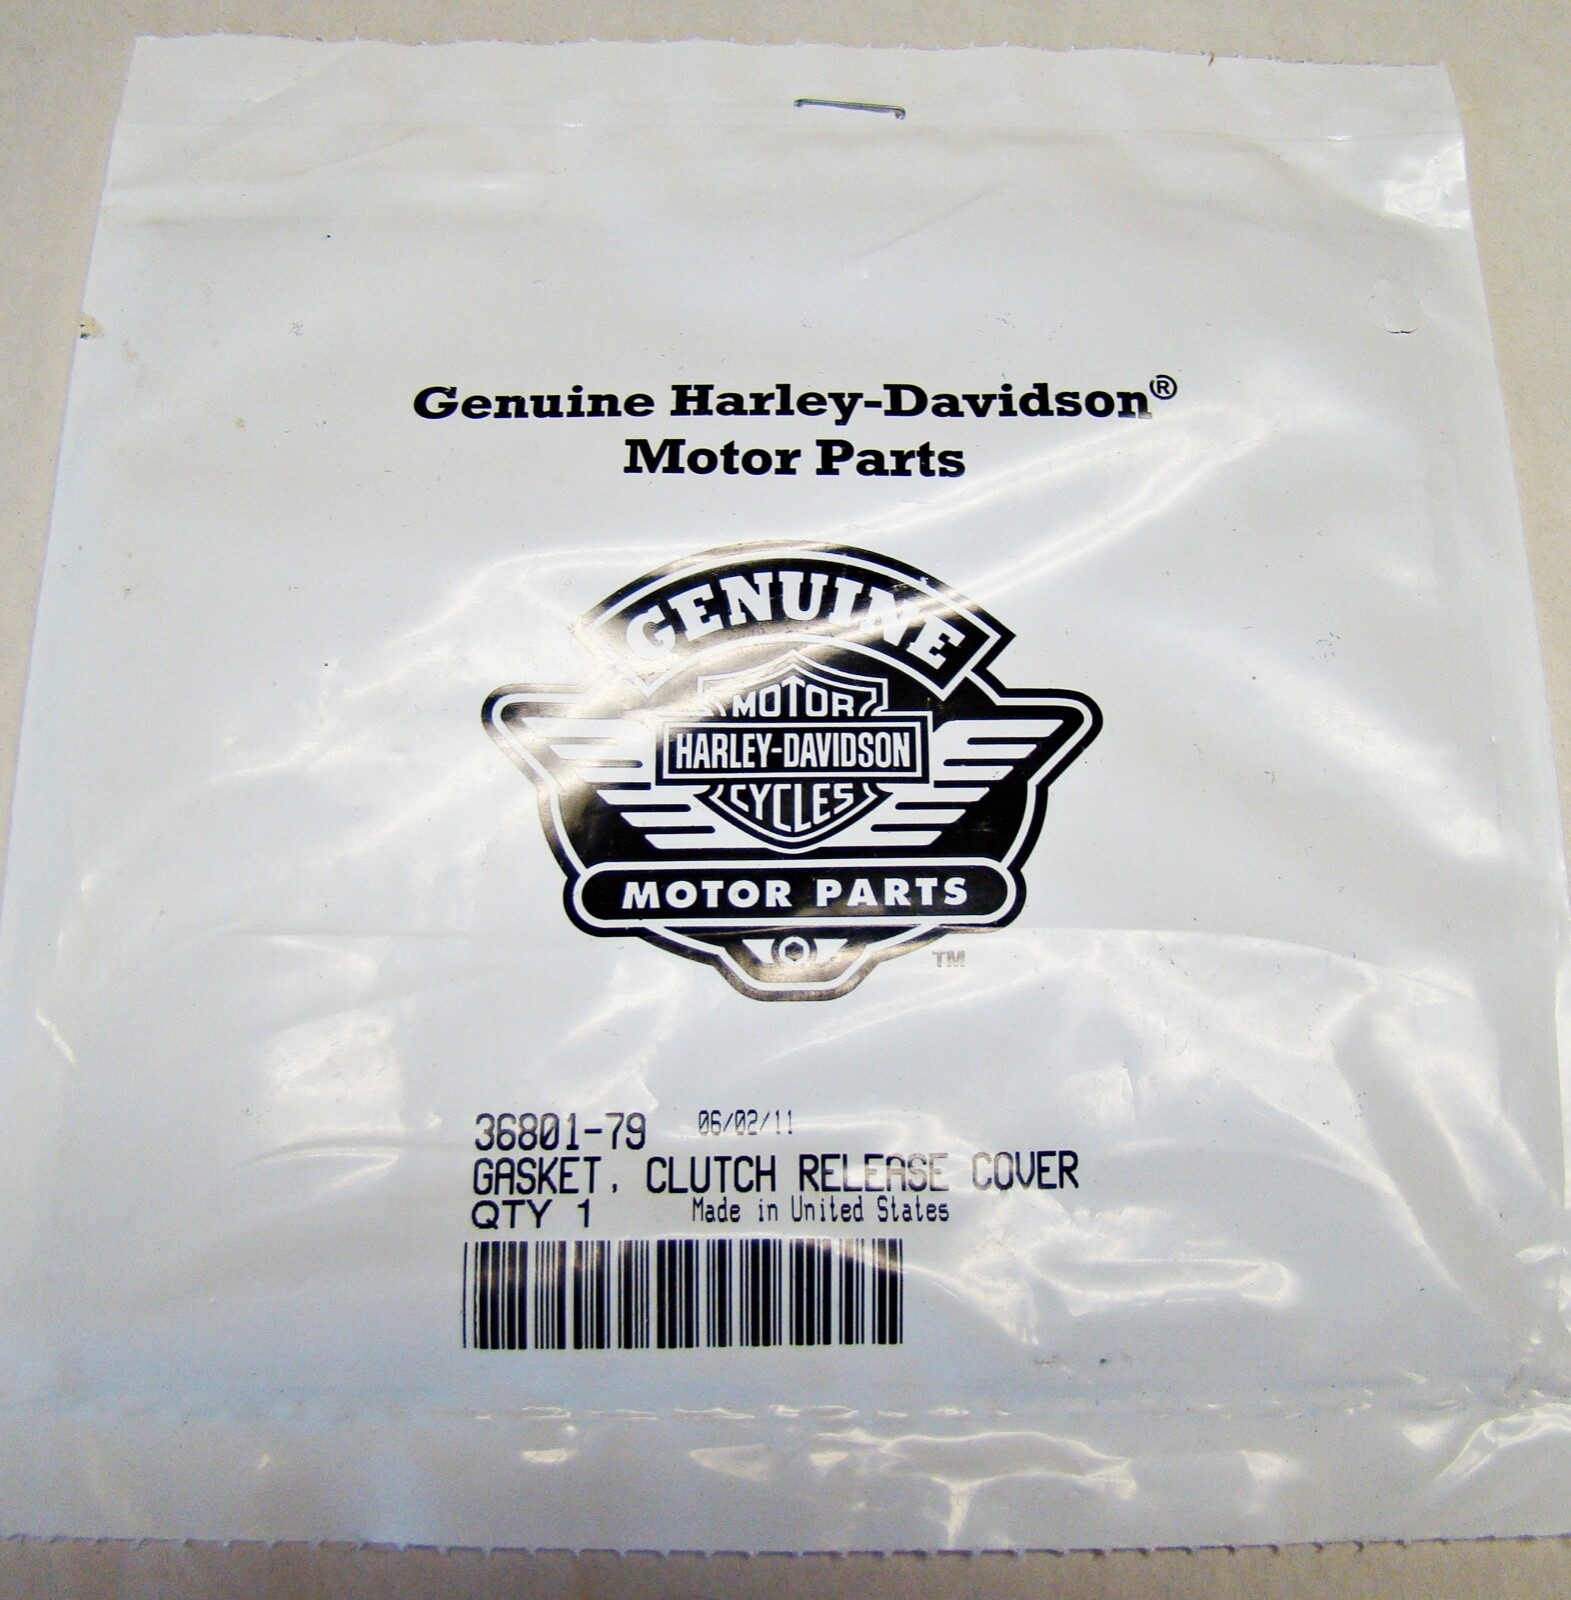 Genuine Harley-Davidson®
Motor Parts
GENUINE
MOTOR
HARLEY-DAVIDSON
CYCLES
MOTOR PARTS
TM
36801-79 06/02/11
GASKET, CLUTCH RELEASE COVER
QTY 1 Made in United States